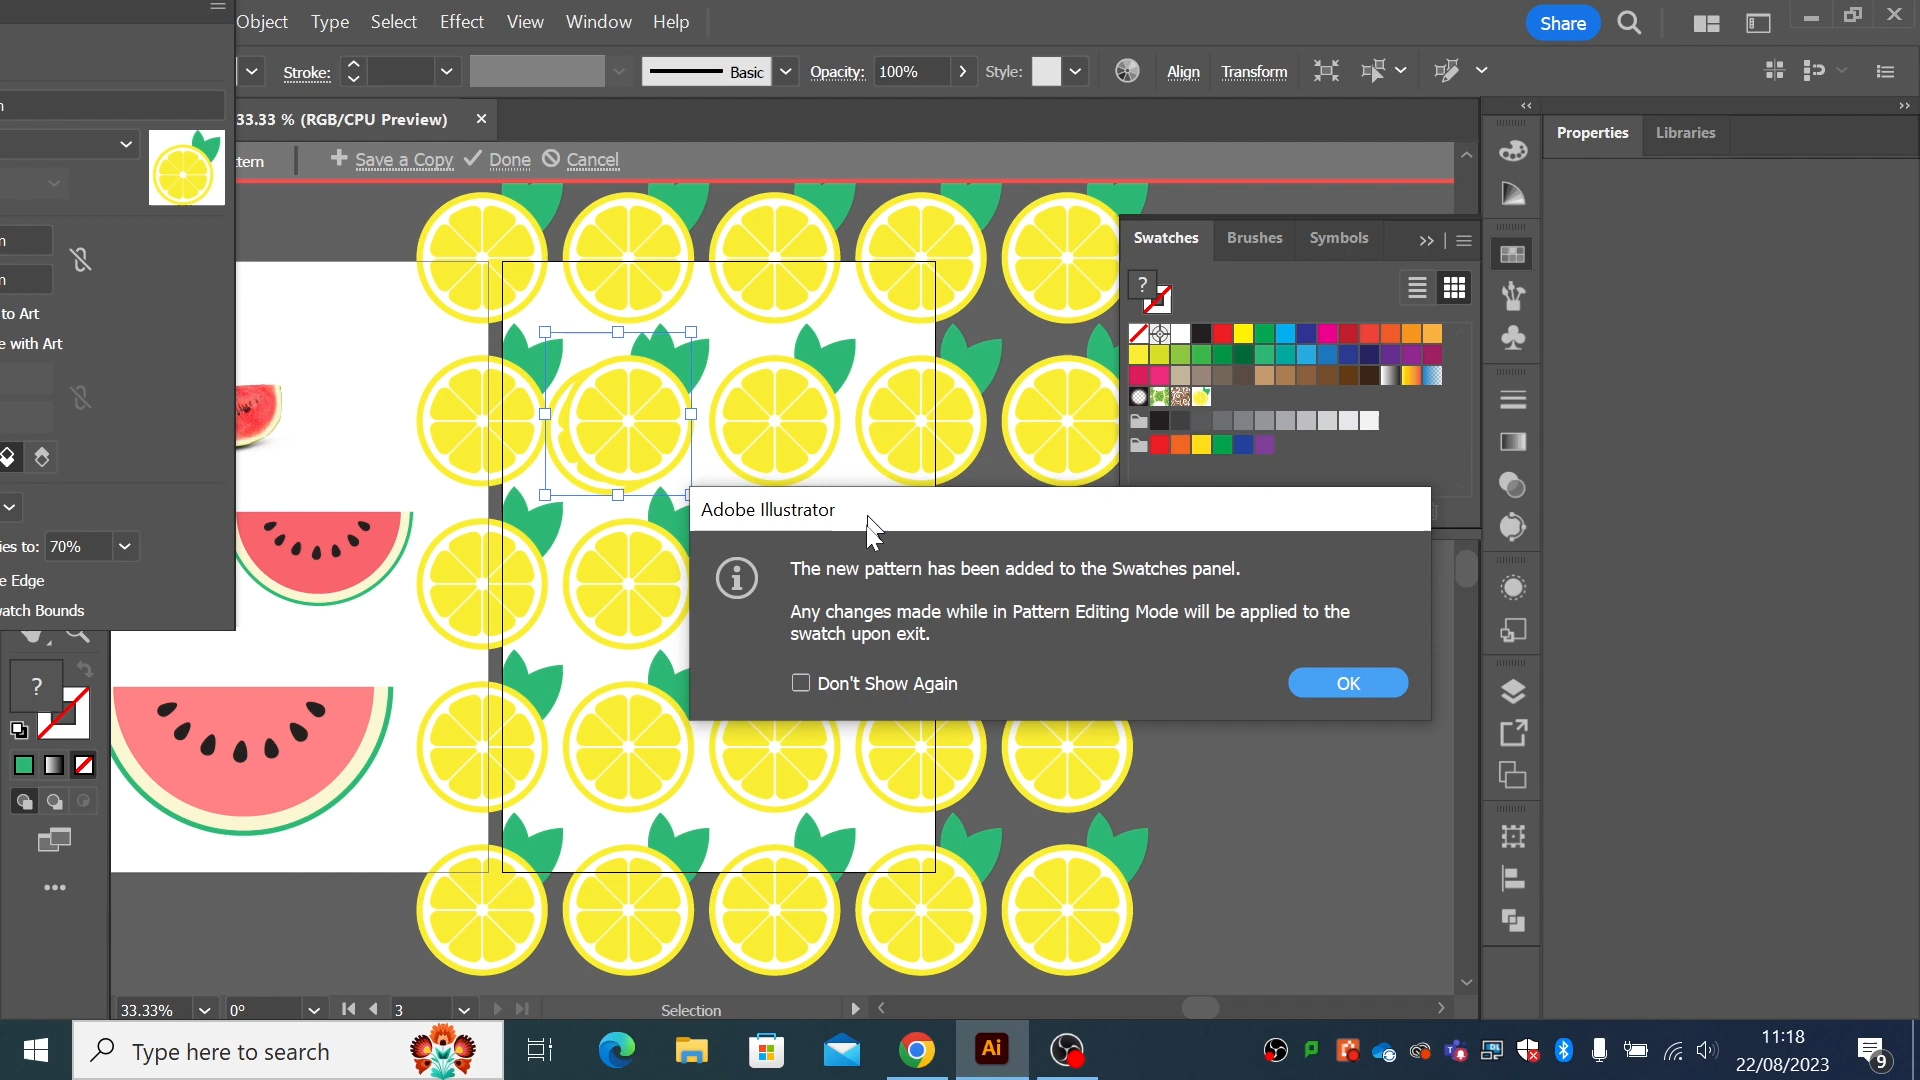 Object Type Select Effect View Window Help
Share
Stroke: Basic Opacity: 100% Style: Align Transform
33.33 % (RGB/CPU Preview)
tern Save a Copy Done Cancel
Properties Libraries
Swatches Brushes Symbols
?
to Art
e with Art
ies to: 70%
e Edge
vatch Bounds
Adobe Illustrator
The new pattern has been added to the Swatches panel.
Any changes made while in Pattern Editing Mode will be applied to the
swatch upon exit.
Don't Show Again
OK
?
33.33% 0° 3 Selection
Type here to search
Ai
11:18
22/08/2023
9